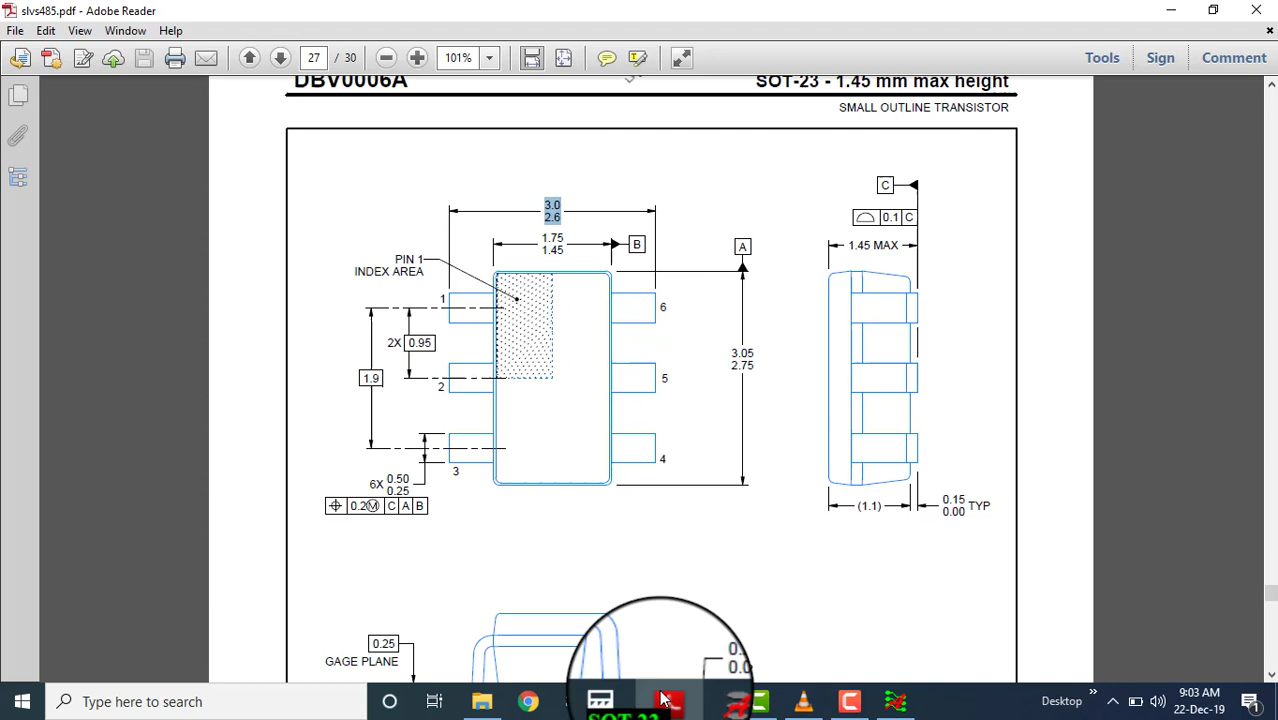 slvs485.pdf - Adobe Reader
File Edit View Window Help
27 / 30
101%
Tools Sign Comment
DBV0006A
SOT-23 - 1.45 mm max height
SMALL OUTLINE TRANSISTOR
C
0.1 C
3.0
2.6
1.75
1.45
B
A
1.45 MAX
PIN 1
INDEX AREA
1
6
2X 0.95
3.05
2.75
1.9
2
5
3
4
6X 0.50
0.25
0.2Ⓜ C A B
(1.1)
0.15
0.00 TYP
0.25
GAGE PLANE
Type here to search
Desktop
9:03 AM
22-Dec-19